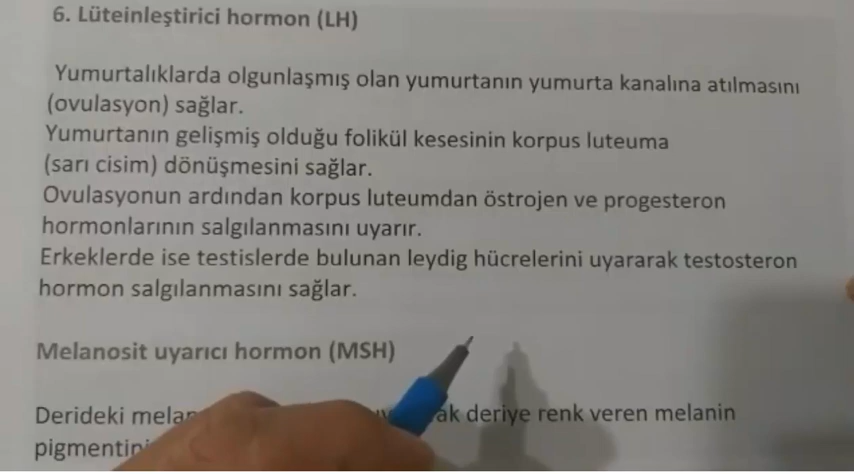 6. Lüteinleştirici hormon (LH)
Yumurtalıklarda olgunlaşmış olan yumurtanın yumurta kanalına atılmasını
(ovulasyon) sağlar.
Yumurtanın gelişmiş olduğu folikül kesesinin korpus luteuma
(sarı cisim) dönüşmesini sağlar.
Ovulasyonun ardından korpus luteumdan östrojen ve progesteron
hormonlarının salgılanmasını uyarır.
Erkeklerde ise testislerde bulunan leydig hücrelerini uyararak testosteron
hormon salgılanmasını sağlar.
Melanosit uyarıcı hormon (MSH)
Derideki deriye renk veren melanin